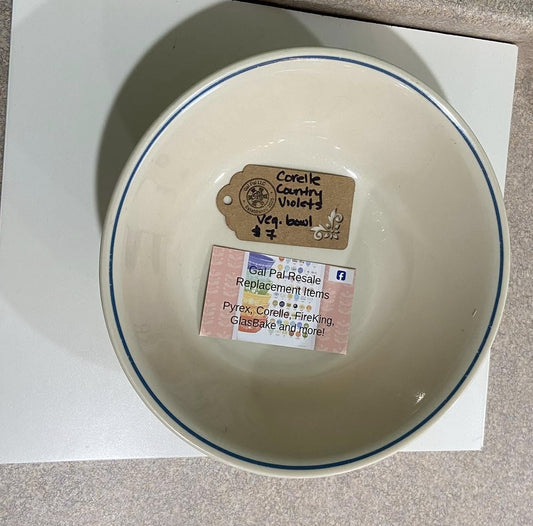 Corelle
Country
Violets
Veg. bowl
$7
Gal Pal Resale
Replacement Items
Pyrex, Corelle, FireKing,
GlasBake and more!